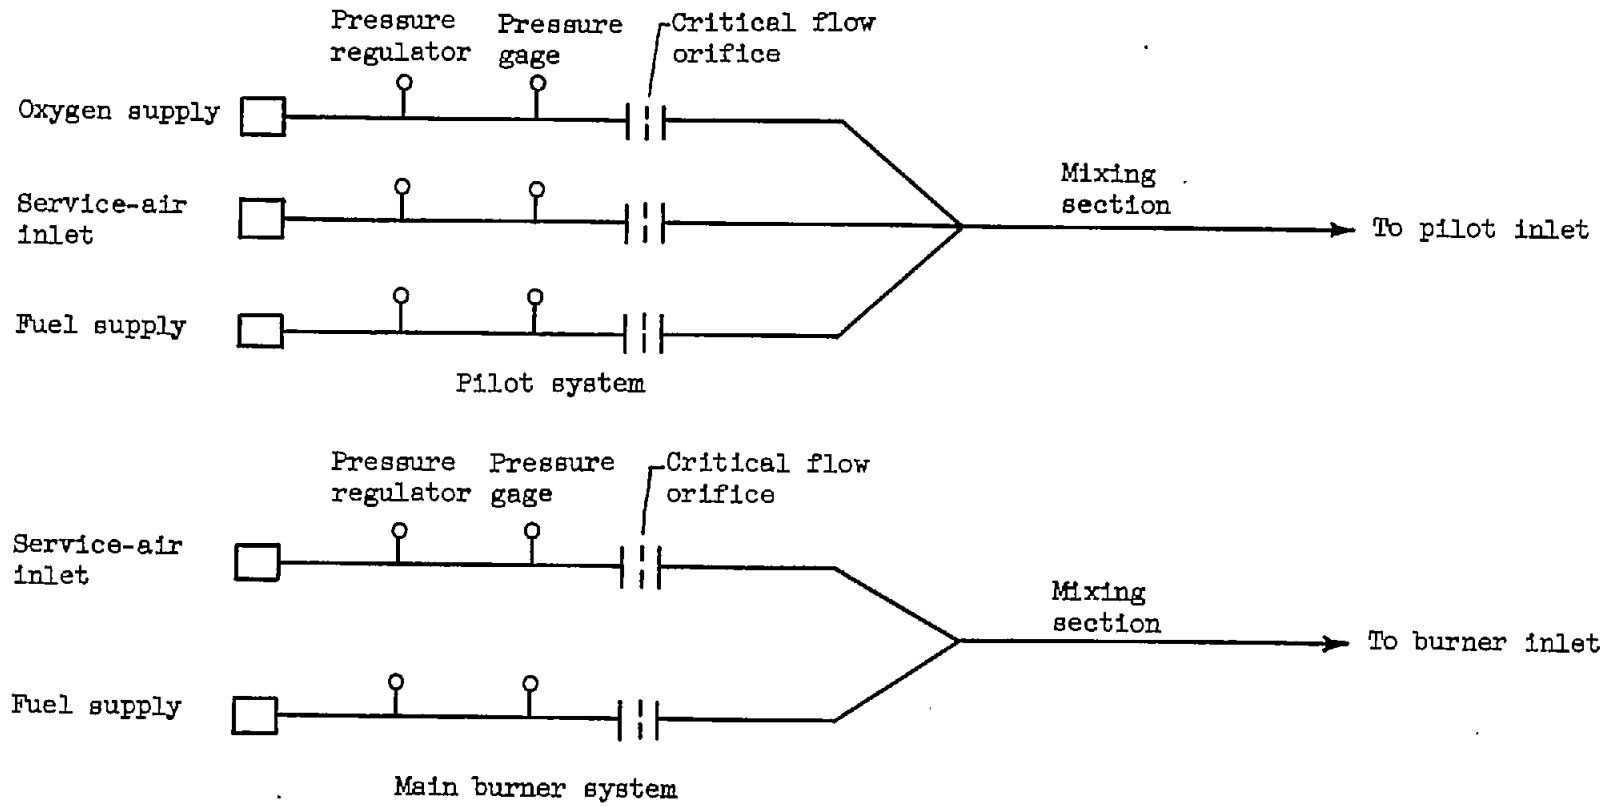 Pressure
regulator
Pressure
gage
Critical flow
orifice
Oxygen supply
Service-air
inlet
Fuel supply
Mixing
section
To pilot inlet
Pilot system
Pressure
regulator
Pressure
gage
Critical flow
orifice
Service-air
inlet
Fuel supply
Mixing
section
To burner inlet
Main burner system